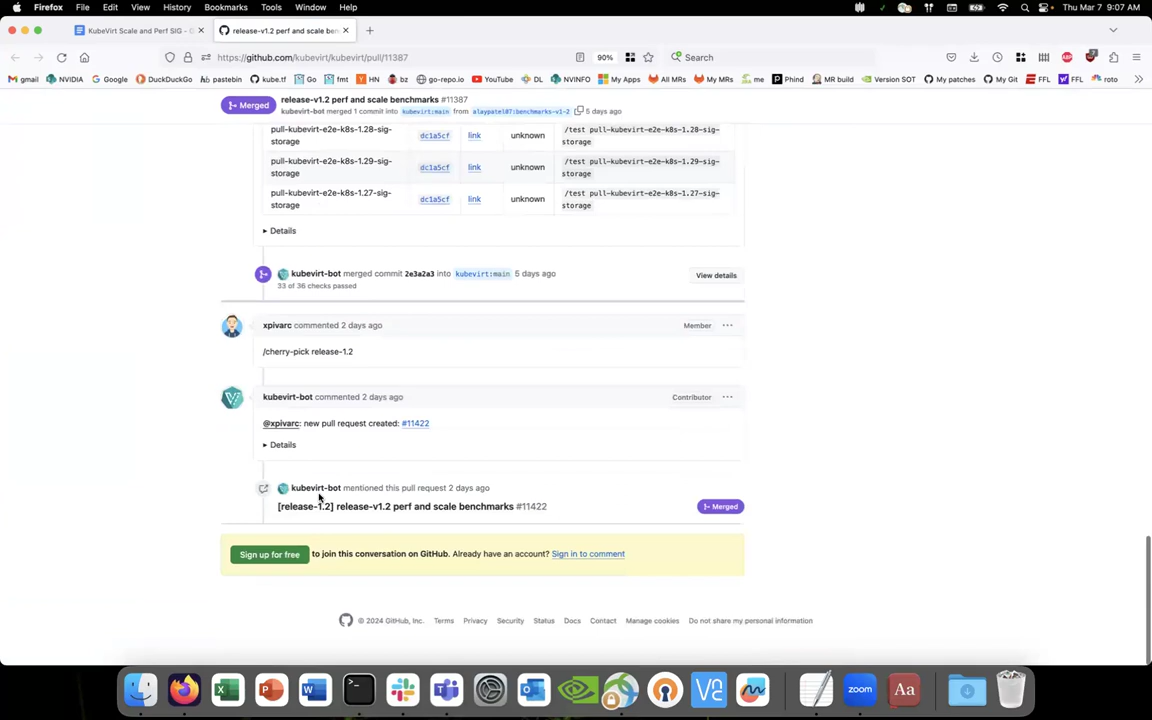 Firefox File Edit View History Bookmarks Tools Window Help Thu Mar 7 9:07 AM
KubeVirt Scale and Perf SIG - G × release-v1.2 perf and scale ben × +
https://github.com/kubevirt/kubevirt/pull/11387 90% Search
gmail NVIDIA Google DuckDuckGo pastebin kube.tf Go fmt HN bz go-repo.io YouTube DL NVINFO My Apps All MRs My MRs me Phind MR build Version SOT My patches My Git FFL FFL roto
Merged release-v1.2 perf and scale benchmarks #11387
kubevirt-bot merged 1 commit into kubevirt:main from alaypatel07:benchmarks-v1-2 5 days ago
pull-kubevirt-e2e-k8s-1.28-sig-storage dc1a5cf link unknown /test pull-kubevirt-e2e-k8s-1.28-sig-storage
pull-kubevirt-e2e-k8s-1.29-sig-storage dc1a5cf link unknown /test pull-kubevirt-e2e-k8s-1.29-sig-storage
pull-kubevirt-e2e-k8s-1.27-sig-storage dc1a5cf link unknown /test pull-kubevirt-e2e-k8s-1.27-sig-storage
Details
kubevirt-bot merged commit 2e3a2a3 into kubevirt:main 5 days ago View details
33 of 36 checks passed
xpivarc commented 2 days ago Member ...
/cherry-pick release-1.2
kubevirt-bot commented 2 days ago Contributor ...
@xpivarc: new pull request created: #11422
Details
kubevirt-bot mentioned this pull request 2 days ago
[release-1.2] release-v1.2 perf and scale benchmarks #11422 Merged
Sign up for free to join this conversation on GitHub. Already have an account? Sign in to comment
© 2024 GitHub, Inc. Terms Privacy Security Status Docs Contact Manage cookies Do not share my personal information
zoom Aa